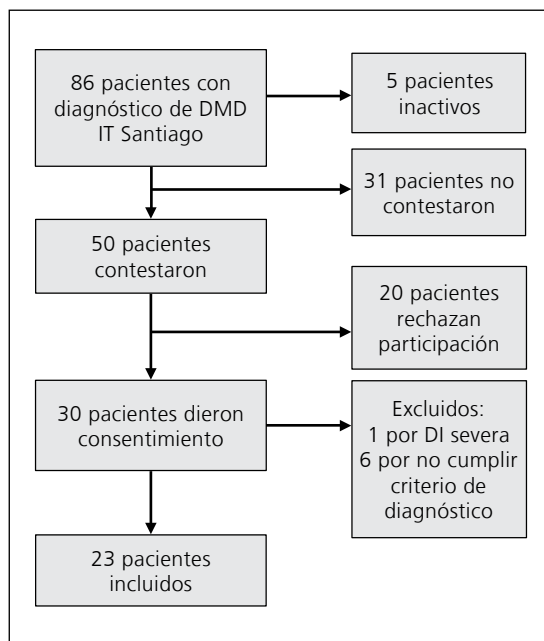 86 pacientes con
diagnóstico de DMD
IT Santiago
5 pacientes
inactivos
31 pacientes no
contestaron
50 pacientes
contestaron
20 pacientes
rechazan
participación
30 pacientes dieron
consentimiento
Excluidos:
1 por DI severa
6 por no cumplir
criterio de
diagnóstico
23 pacientes
incluidos